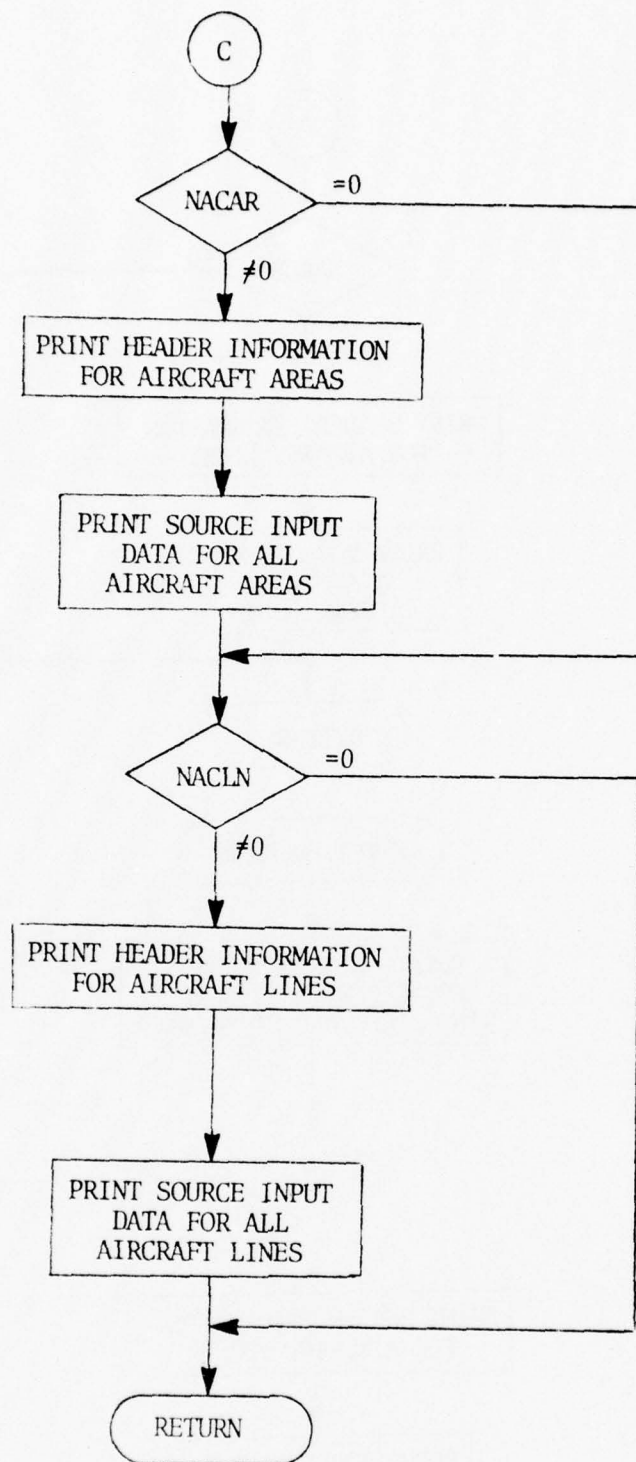 C
NACAR
=0
≠0
PRINT HEADER INFORMATION
FOR AIRCRAFT AREAS
PRINT SOURCE INPUT
DATA FOR ALL
AIRCRAFT AREAS
NACLN
=0
≠0
PRINT HEADER INFORMATION
FOR AIRCRAFT LINES
PRINT SOURCE INPUT
DATA FOR ALL
AIRCRAFT LINES
RETURN